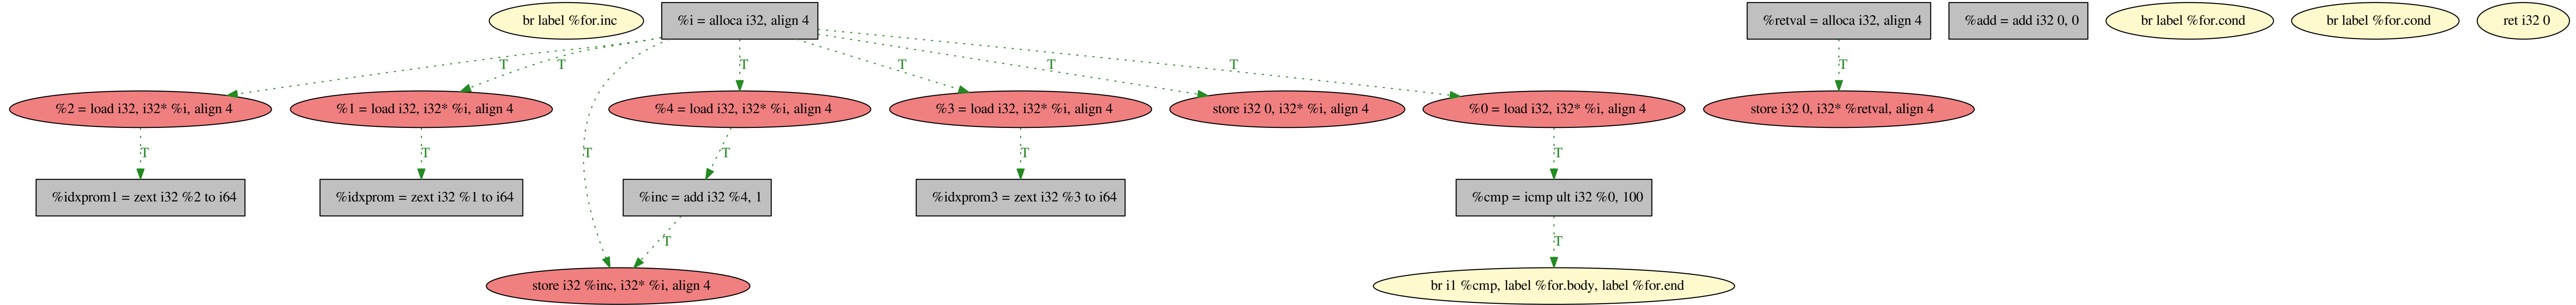 br label %for.inc
%i = alloca i32, align 4
%retval = alloca i32, align 4
%add = add i32 0, 0
br label %for.cond
br label %for.cond
ret i32 0
T
T
T
T
T
T
T
T
%2 = load i32, i32* %i, align 4
%1 = load i32, i32* %i, align 4
%4 = load i32, i32* %i, align 4
%3 = load i32, i32* %i, align 4
store i32 0, i32* %i, align 4
%0 = load i32, i32* %i, align 4
store i32 0, i32* %retval, align 4
T
T
T
T
T
T
%idxprom1 = zext i32 %2 to i64
%idxprom = zext i32 %1 to i64
%inc = add i32 %4, 1
%idxprom3 = zext i32 %3 to i64
%cmp = icmp ult i32 %0, 100
T
T
store i32 %inc, i32* %i, align 4
br i1 %cmp, label %for.body, label %for.end